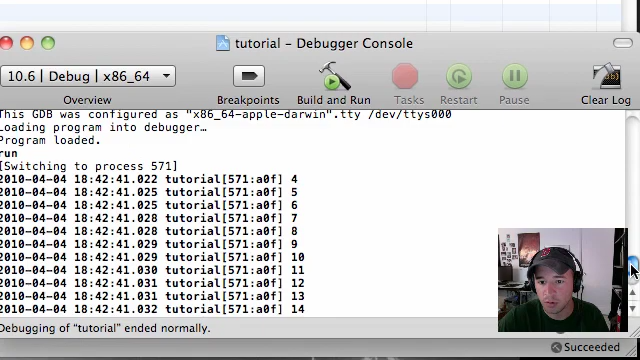 tutorial – Debugger Console
10.6 | Debug | x86_64
Overview
Breakpoints
Build and Run
Tasks
Restart
Pause
Clear Log
This GDB was configured as "x86_64-apple-darwin".tty /dev/ttys000
Loading program into debugger…
Program loaded.
run
[Switching to process 571]
2010-04-04 18:42:41.022 tutorial[571:a0f] 4
2010-04-04 18:42:41.025 tutorial[571:a0f] 5
2010-04-04 18:42:41.025 tutorial[571:a0f] 6
2010-04-04 18:42:41.028 tutorial[571:a0f] 7
2010-04-04 18:42:41.028 tutorial[571:a0f] 8
2010-04-04 18:42:41.029 tutorial[571:a0f] 9
2010-04-04 18:42:41.029 tutorial[571:a0f] 10
2010-04-04 18:42:41.030 tutorial[571:a0f] 11
2010-04-04 18:42:41.031 tutorial[571:a0f] 12
2010-04-04 18:42:41.031 tutorial[571:a0f] 13
2010-04-04 18:42:41.032 tutorial[571:a0f] 14
Debugging of "tutorial" ended normally.
Succeeded